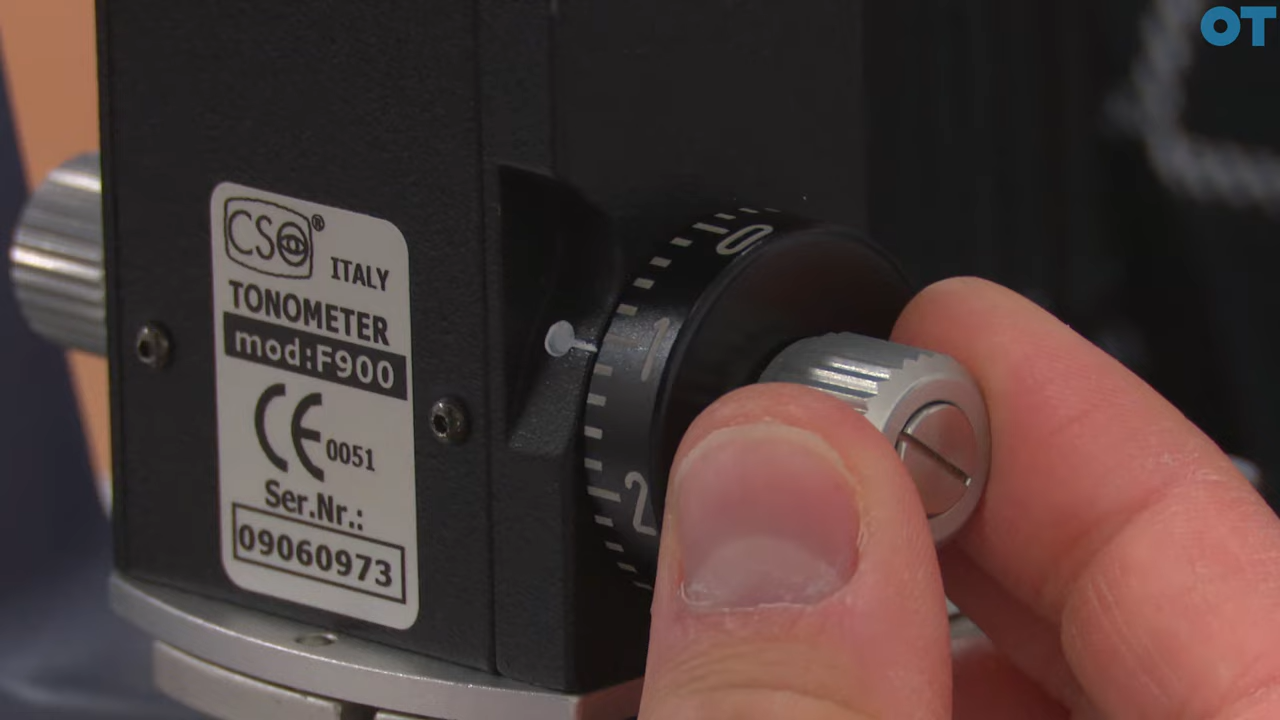 OT
CSO®
ITALY
TONOMETER
mod:F900
CE 0051
Ser.Nr.:
09060973
0
1
2